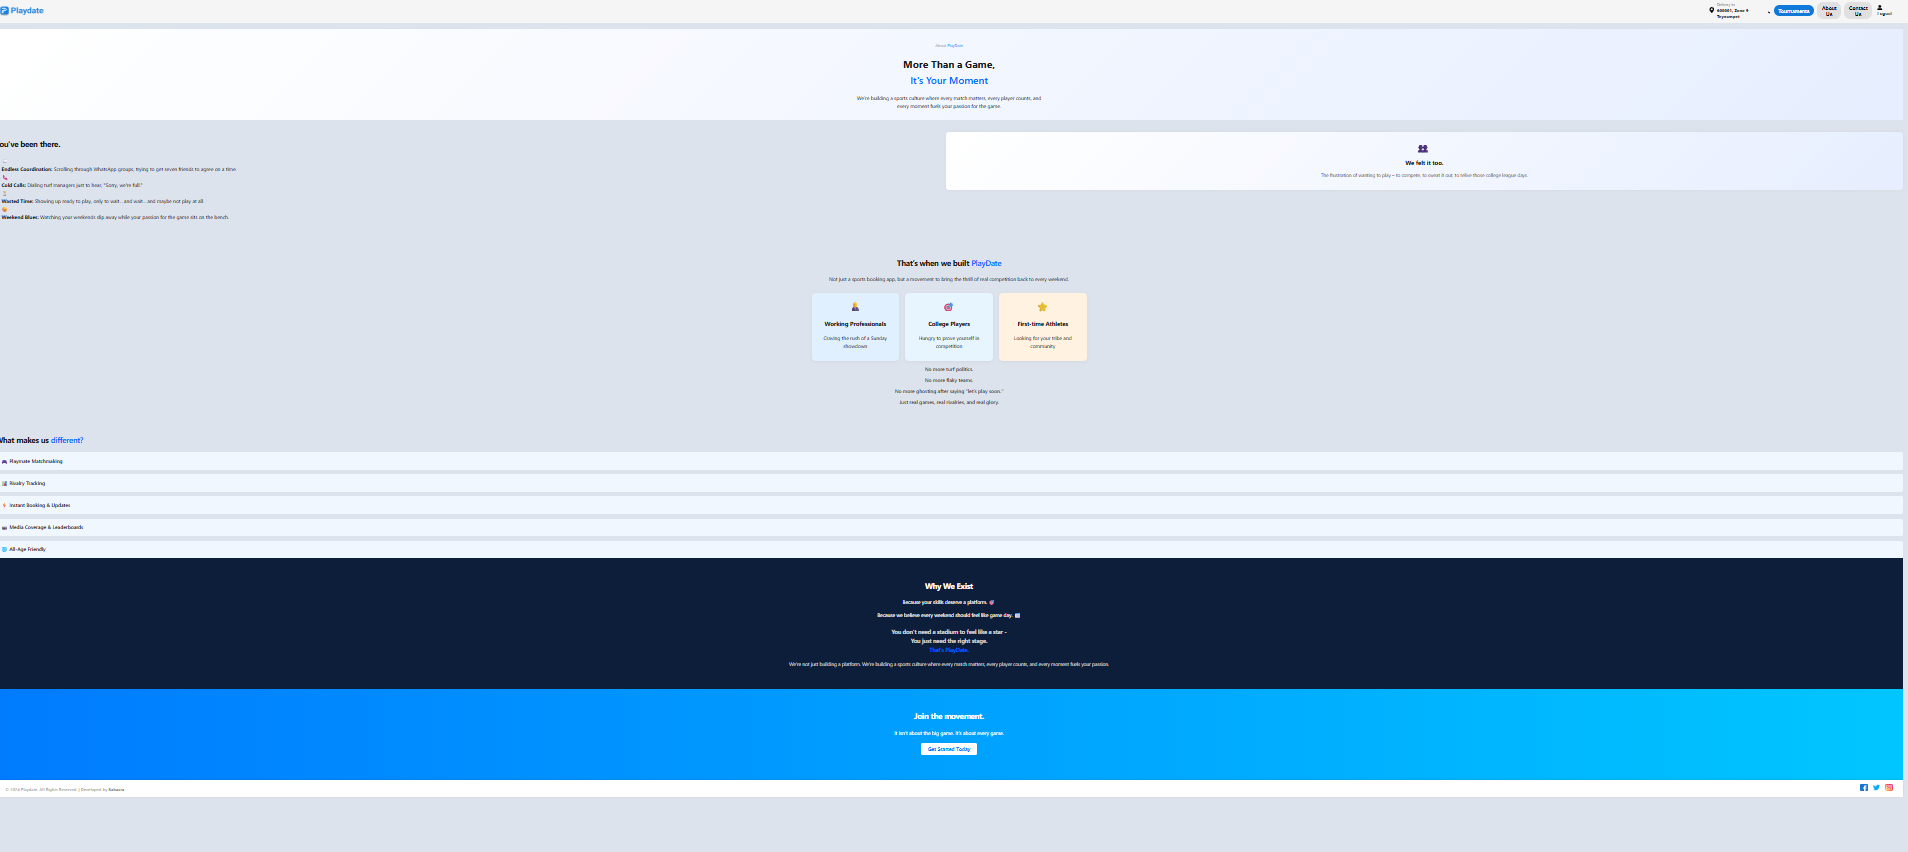 Playdate
Delivery to
600001, Zone 9
Teynampet
Tournaments
About
Us
Contact
Us
Logout
About PlayDate
More Than a Game,
It's Your Moment
We're building a sports culture where every match matters, every player counts, and
every moment fuels your passion for the game.
ou've been there.
Endless Coordination: Scrolling through WhatsApp groups, trying to get seven friends to agree on a time.
Cold Calls: Dialing turf managers just to hear, "Sorry, we're full."
Wasted Time: Showing up ready to play, only to wait... and wait... and maybe not play at all.
Weekend Blues: Watching your weekends slip away while your passion for the game sits on the bench.
We felt it too.
The frustration of wanting to play – to compete, to sweat it out, to relive those college league days.
That's when we built PlayDate
Not just a sports booking app, but a movement to bring the thrill of real competition back to every weekend.
Working Professionals
Craving the rush of a Sunday
showdown
College Players
Hungry to prove yourself in
competition
First-time Athletes
Looking for your tribe and
community
No more turf politics.
No more flaky teams.
No more ghosting after saying "let's play soon."
Just real games, real rivalries, and real glory.
What makes us different?
Playmate Matchmaking
Rivalry Tracking
Instant Booking & Updates
Media Coverage & Leaderboards
All-Age Friendly
Why We Exist
Because your skills deserve a platform.
Because we believe every weekend should feel like game day.
You don't need a stadium to feel like a star –
You just need the right stage.
That's PlayDate.
We're not just building a platform. We're building a sports culture where every match matters, every player counts, and every moment fuels your passion.
Join the movement.
It isn't about the big game. It's about every game.
Get Started Today
Playdate. All Rights Reserved. | Developed by